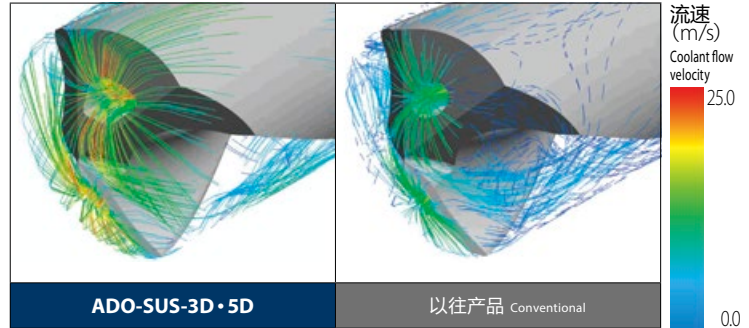 流速
(m/s)
Coolant flow
velocity
25.0
0.0
ADO-SUS-3D•5D
以往产品 Conventional